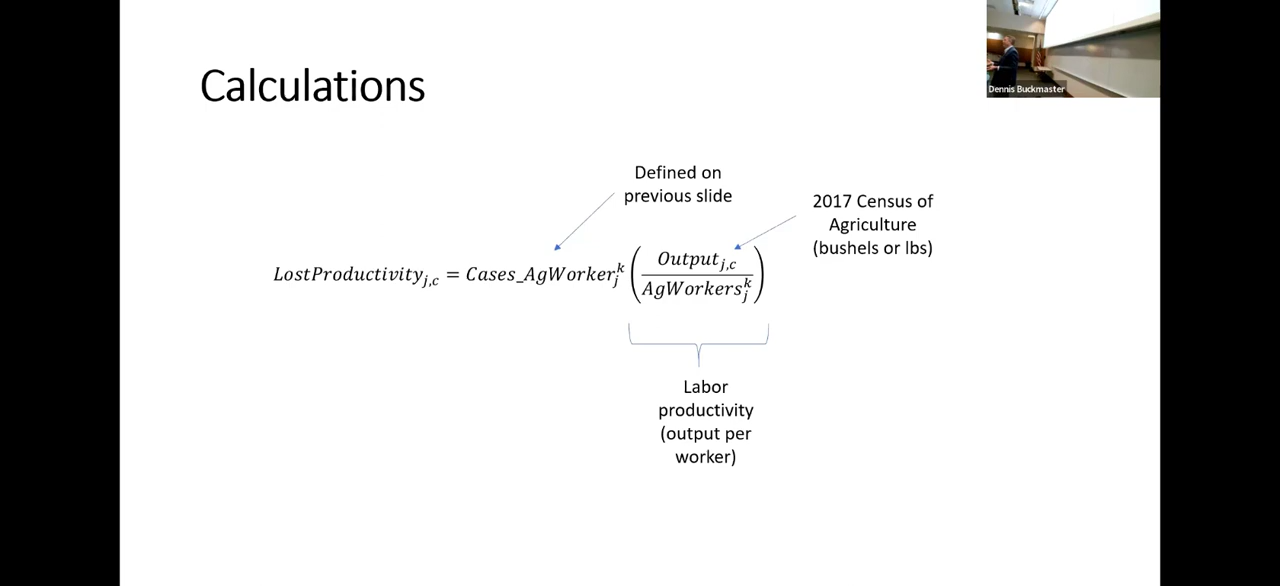 Calculations
Dennis Buckmaster
Defined on
previous slide
2017 Census of
Agriculture
(bushels or lbs)
LostProductivity_{j,c} = Cases_AgWorker_j^k (Output_{j,c} / AgWorkers_j^k)
Labor
productivity
(output per
worker)